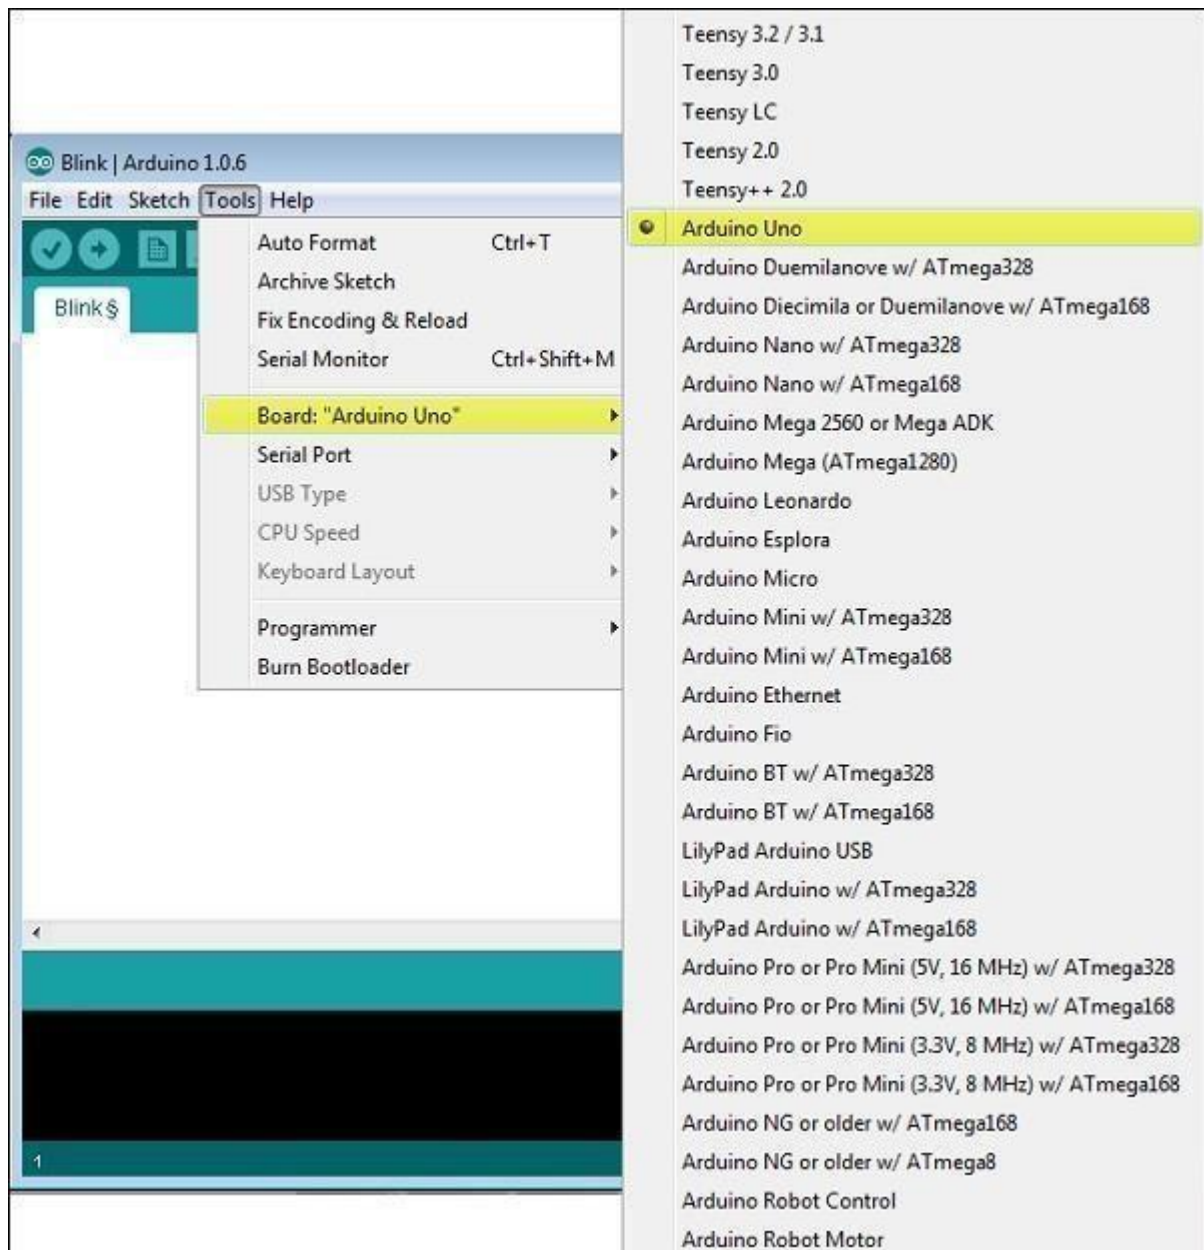 Blink | Arduino 1.0.6
File Edit Sketch Tools Help
Blink §
Auto Format Ctrl+T
Archive Sketch
Fix Encoding & Reload
Serial Monitor Ctrl+Shift+M
Board: "Arduino Uno"
Serial Port
USB Type
CPU Speed
Keyboard Layout
Programmer
Burn Bootloader
1
Teensy 3.2 / 3.1
Teensy 3.0
Teensy LC
Teensy 2.0
Teensy++ 2.0
Arduino Uno
Arduino Duemilanove w/ ATmega328
Arduino Diecimila or Duemilanove w/ ATmega168
Arduino Nano w/ ATmega328
Arduino Nano w/ ATmega168
Arduino Mega 2560 or Mega ADK
Arduino Mega (ATmega1280)
Arduino Leonardo
Arduino Esplora
Arduino Micro
Arduino Mini w/ ATmega328
Arduino Mini w/ ATmega168
Arduino Ethernet
Arduino Fio
Arduino BT w/ ATmega328
Arduino BT w/ ATmega168
LilyPad Arduino USB
LilyPad Arduino w/ ATmega328
LilyPad Arduino w/ ATmega168
Arduino Pro or Pro Mini (5V, 16 MHz) w/ ATmega328
Arduino Pro or Pro Mini (5V, 16 MHz) w/ ATmega168
Arduino Pro or Pro Mini (3.3V, 8 MHz) w/ ATmega328
Arduino Pro or Pro Mini (3.3V, 8 MHz) w/ ATmega168
Arduino NG or older w/ ATmega168
Arduino NG or older w/ ATmega8
Arduino Robot Control
Arduino Robot Motor